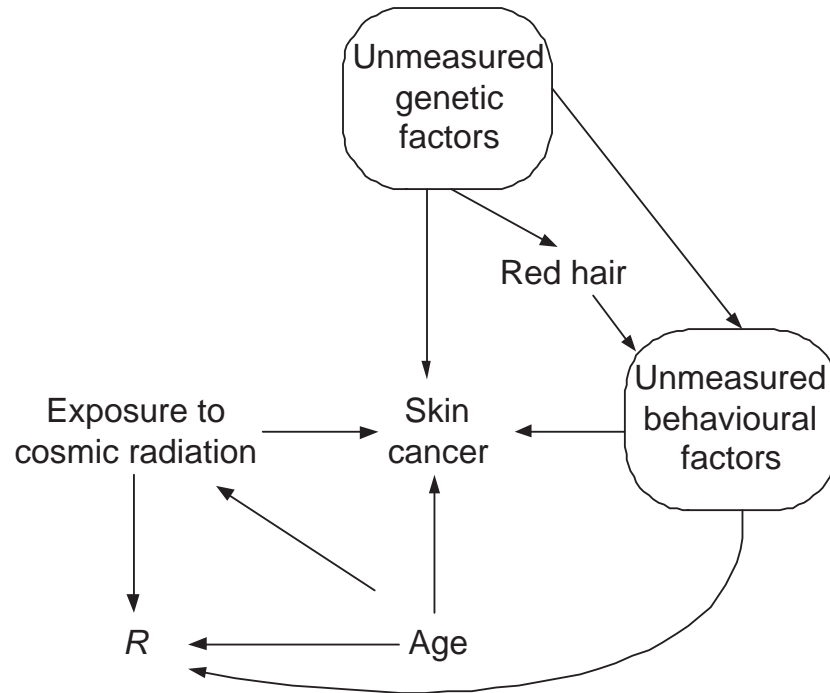 Unmeasured
genetic
factors
Red hair
Exposure to
cosmic radiation
Skin
cancer
Unmeasured
behavioural
factors
R
Age